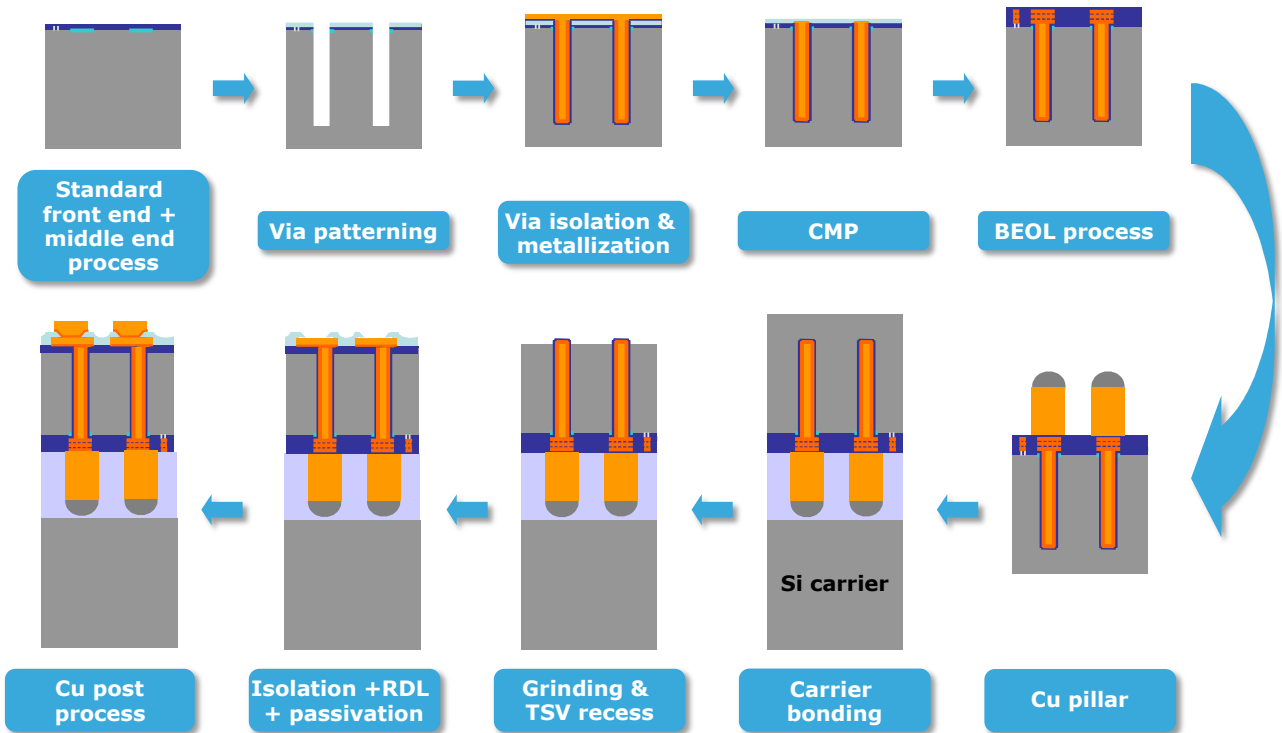 Standard
front end +
middle end
process
Via patterning
Via isolation &
metallization
CMP
BEOL process
Si carrier
Cu post
process
Isolation +RDL
+ passivation
Grinding &
TSV recess
Carrier
bonding
Cu pillar